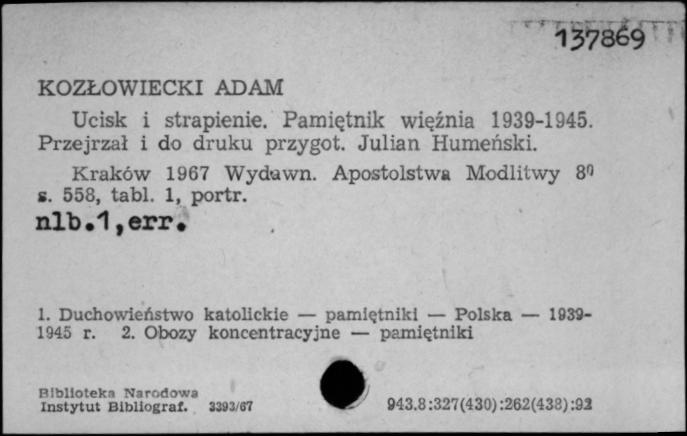 137869
KOZŁOWIECKI ADAM
Ucisk i strapienie. Pamiętnik więźnia 1939-1945.
Przejrzał i do druku przygot. Julian Humeński.
Kraków 1967 Wydawn. Apostolstwa Modlitwy 8⁰
s. 558, tabl. 1, portr.
nlb.1,err.
1. Duchowieństwo katolickie — pamiętniki — Polska — 1939-
1945 r. 2. Obozy koncentracyjne — pamiętniki
Biblioteka Narodowa
Instytut Bibliograf. 3393/67
943.8:327(430):262(438):92